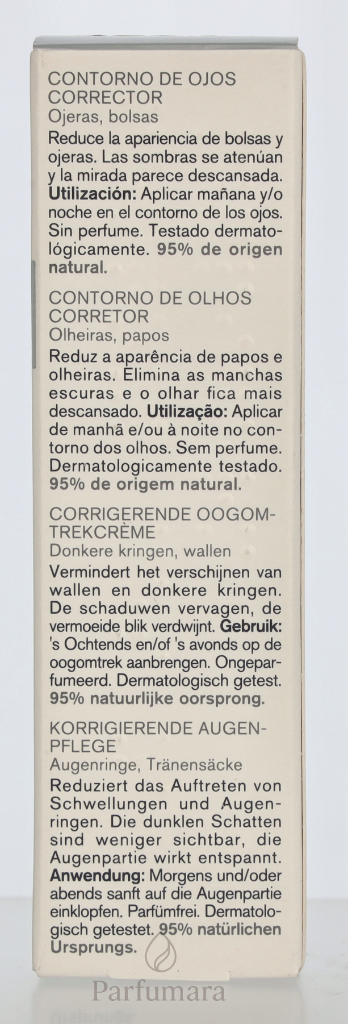 CONTORNO DE OJOS
CORRECTOR
Ojeras, bolsas
Reduce la apariencia de bolsas y
ojeras. Las sombras se atenúan
y la mirada parece descansada.
Utilización: Aplicar mañana y/o
noche en el contorno de los ojos.
Sin perfume. Testado dermato-
lógicamente. 95% de origen
natural.
CONTORNO DE OLHOS
CORRETOR
Olheiras, papos
Reduz a aparência de papos e
olheiras. Elimina as manchas
escuras e o olhar fica mais
descansado. Utilização: Aplicar
de manhã e/ou à noite no con-
torno dos olhos. Sem perfume.
Dermatologicamente testado.
95% de origem natural.
CORRIGERENDE OOGOM-
TREKCRÈME
Donkere kringen, wallen
Vermindert het verschijnen van
wallen en donkere kringen.
De schaduwen vervagen, de
vermoeide blik verdwijnt. Gebruik:
's Ochtends en/of 's avonds op de
oogomtrek aanbrengen. Ongepar-
fumeerd. Dermatologisch getest.
95% natuurlijke oorsprong.
KORRIGIERENDE AUGEN-
PFLEGE
Augenringe, Tränensäcke
Reduziert das Auftreten von
Schwellungen und Augen-
ringen. Die dunklen Schatten
sind weniger sichtbar, die
Augenpartie wirkt entspannt.
Anwendung: Morgens und/oder
abends sanft auf die Augenpartie
einklopfen. Parfümfrei. Dermatolo-
gisch getestet. 95% natürlichen
Ursprungs.
Parfumara